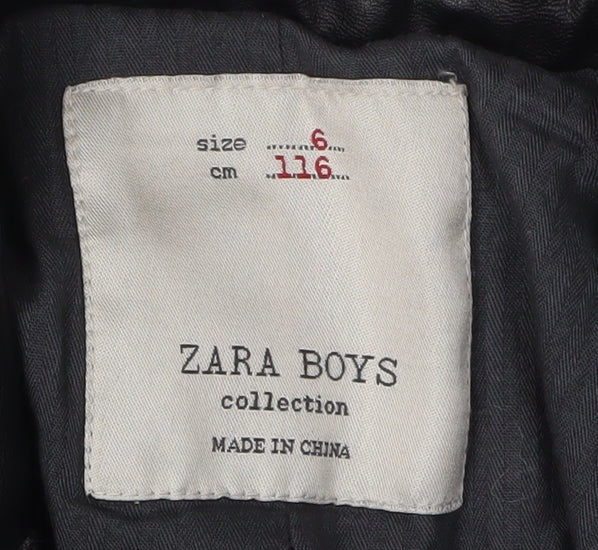 size 6
cm 116
ZARA BOYS
collection
MADE IN CHINA